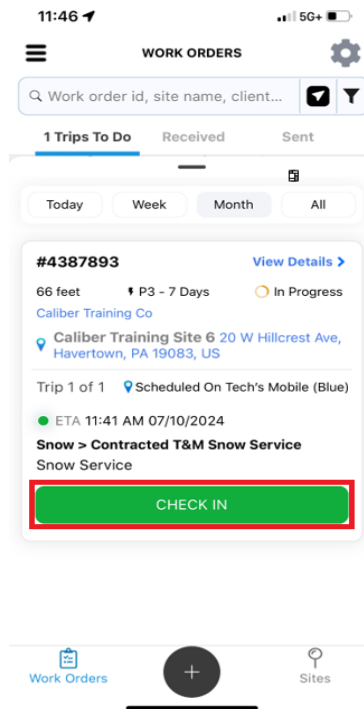 11:46 5G+
WORK ORDERS
Work order id, site name, client...
1 Trips To Do Received Sent
Today Week Month All
#4387893 View Details >
66 feet P3 - 7 Days In Progress
Caliber Training Co
Caliber Training Site 6 20 W Hillcrest Ave,
Havertown, PA 19083, US
Trip 1 of 1 Scheduled On Tech's Mobile (Blue)
ETA 11:41 AM 07/10/2024
Snow > Contracted T&M Snow Service
Snow Service
CHECK IN
Work Orders + Sites